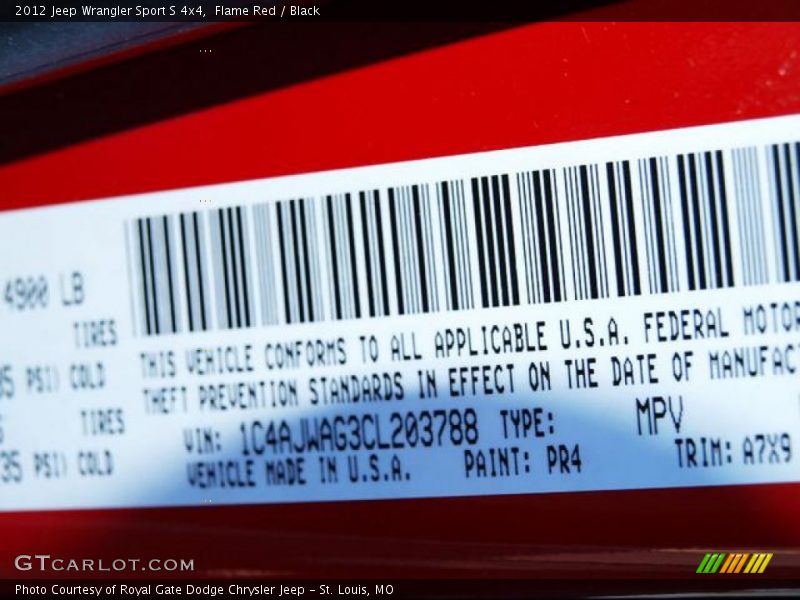 2012 Jeep Wrangler Sport S 4x4, Flame Red / Black
4900 LB
TIRES
35 PSI) COLD
TIRES
35 PSI) COLD
THIS VEHICLE CONFORMS TO ALL APPLICABLE U.S.A. FEDERAL MOTOR
THEFT PREVENTION STANDARDS IN EFFECT ON THE DATE OF MANUFAC
VIN: 1C4AJWAG3CL203788 TYPE: MPV
VEHICLE MADE IN U.S.A. PAINT: PR4 TRIM: A7X9
GTCARLOT.COM
Photo Courtesy of Royal Gate Dodge Chrysler Jeep – St. Louis, MO